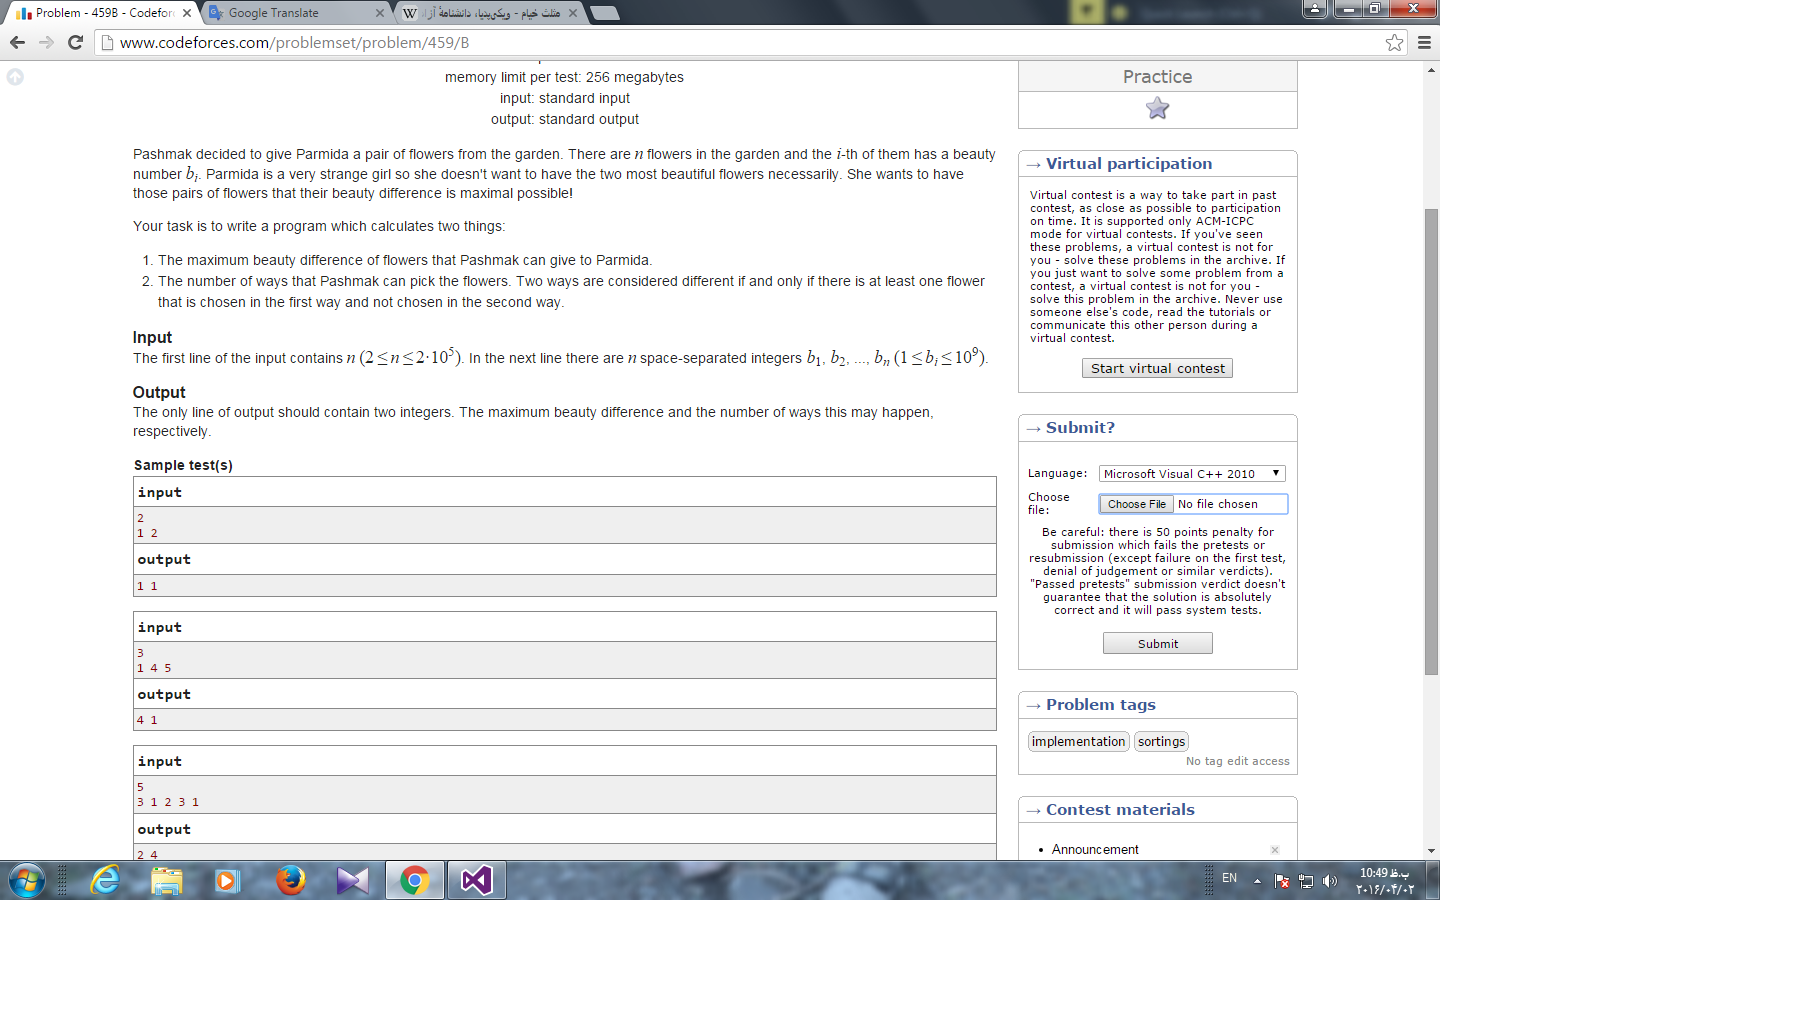 Problem - 459B - Codefor
Google Translate
مثلث خیام - ویکی‌پدیا، دانشنامهٔ آزاد
www.codeforces.com/problemset/problem/459/B
memory limit per test: 256 megabytes
input: standard input
output: standard output
Pashmak decided to give Parmida a pair of flowers from the garden. There are n flowers in the garden and the i-th of them has a beauty
number bᵢ. Parmida is a very strange girl so she doesn't want to have the two most beautiful flowers necessarily. She wants to have
those pairs of flowers that their beauty difference is maximal possible!
Your task is to write a program which calculates two things:
1. The maximum beauty difference of flowers that Pashmak can give to Parmida.
2. The number of ways that Pashmak can pick the flowers. Two ways are considered different if and only if there is at least one flower
that is chosen in the first way and not chosen in the second way.
Input
The first line of the input contains n (2 ≤ n ≤ 2·10⁵). In the next line there are n space-separated integers b₁, b₂, ..., bₙ (1 ≤ bᵢ ≤ 10⁹).
Output
The only line of output should contain two integers. The maximum beauty difference and the number of ways this may happen,
respectively.
Sample test(s)
input
2
1 2
output
1 1
input
3
1 4 5
output
4 1
input
5
3 1 2 3 1
output
2 4
Practice
→ Virtual participation
Virtual contest is a way to take part in past
contest, as close as possible to participation
on time. It is supported only ACM-ICPC
mode for virtual contests. If you've seen
these problems, a virtual contest is not for
you - solve these problems in the archive. If
you just want to solve some problem from a
contest, a virtual contest is not for you -
solve this problem in the archive. Never use
someone else's code, read the tutorials or
communicate this other person during a
virtual contest.
Start virtual contest
→ Submit?
Language: Microsoft Visual C++ 2010
Choose
file: Choose File No file chosen
Be careful: there is 50 points penalty for
submission which fails the pretests or
resubmission (except failure on the first test,
denial of judgement or similar verdicts).
"Passed pretests" submission verdict doesn't
guarantee that the solution is absolutely
correct and it will pass system tests.
Submit
→ Problem tags
implementation sortings
No tag edit access
→ Contest materials
• Announcement
EN
10:49 ب.ظ
۲۰۱۶/۰۴/۰۲